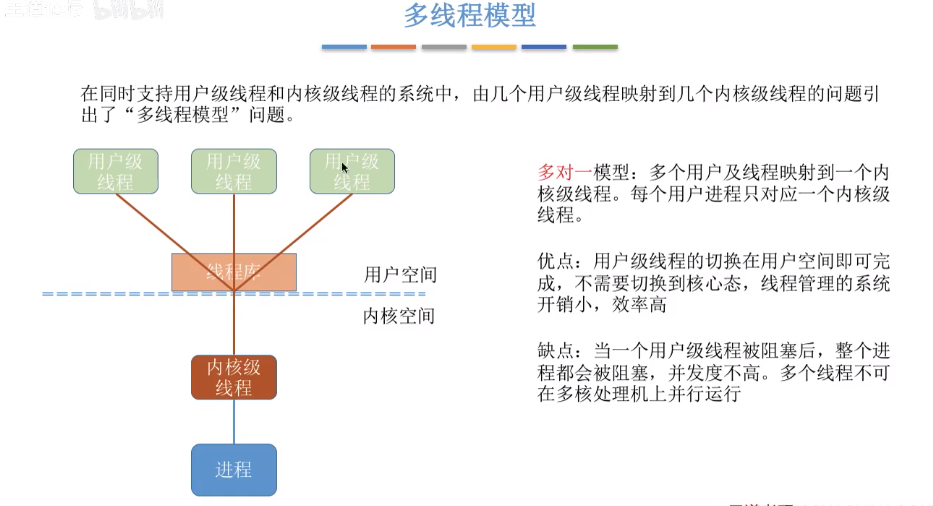 bilibili
多线程模型
在同时支持用户级线程和内核级线程的系统中，由几个用户级线程映射到几个内核级线程的问题引
出了“多线程模型”问题。
用户级
线程
用户级
线程
用户级
线程
线程库
用户空间
内核空间
内核级
线程
进程
多对一模型：多个用户及线程映射到一个内
核级线程。每个用户进程只对应一个内核级
线程。
优点：用户级线程的切换在用户空间即可完
成，不需要切换到核心态，线程管理的系统
开销小，效率高
缺点：当一个用户级线程被阻塞后，整个进
程都会被阻塞，并发度不高。多个线程不可
在多核处理机上并行运行